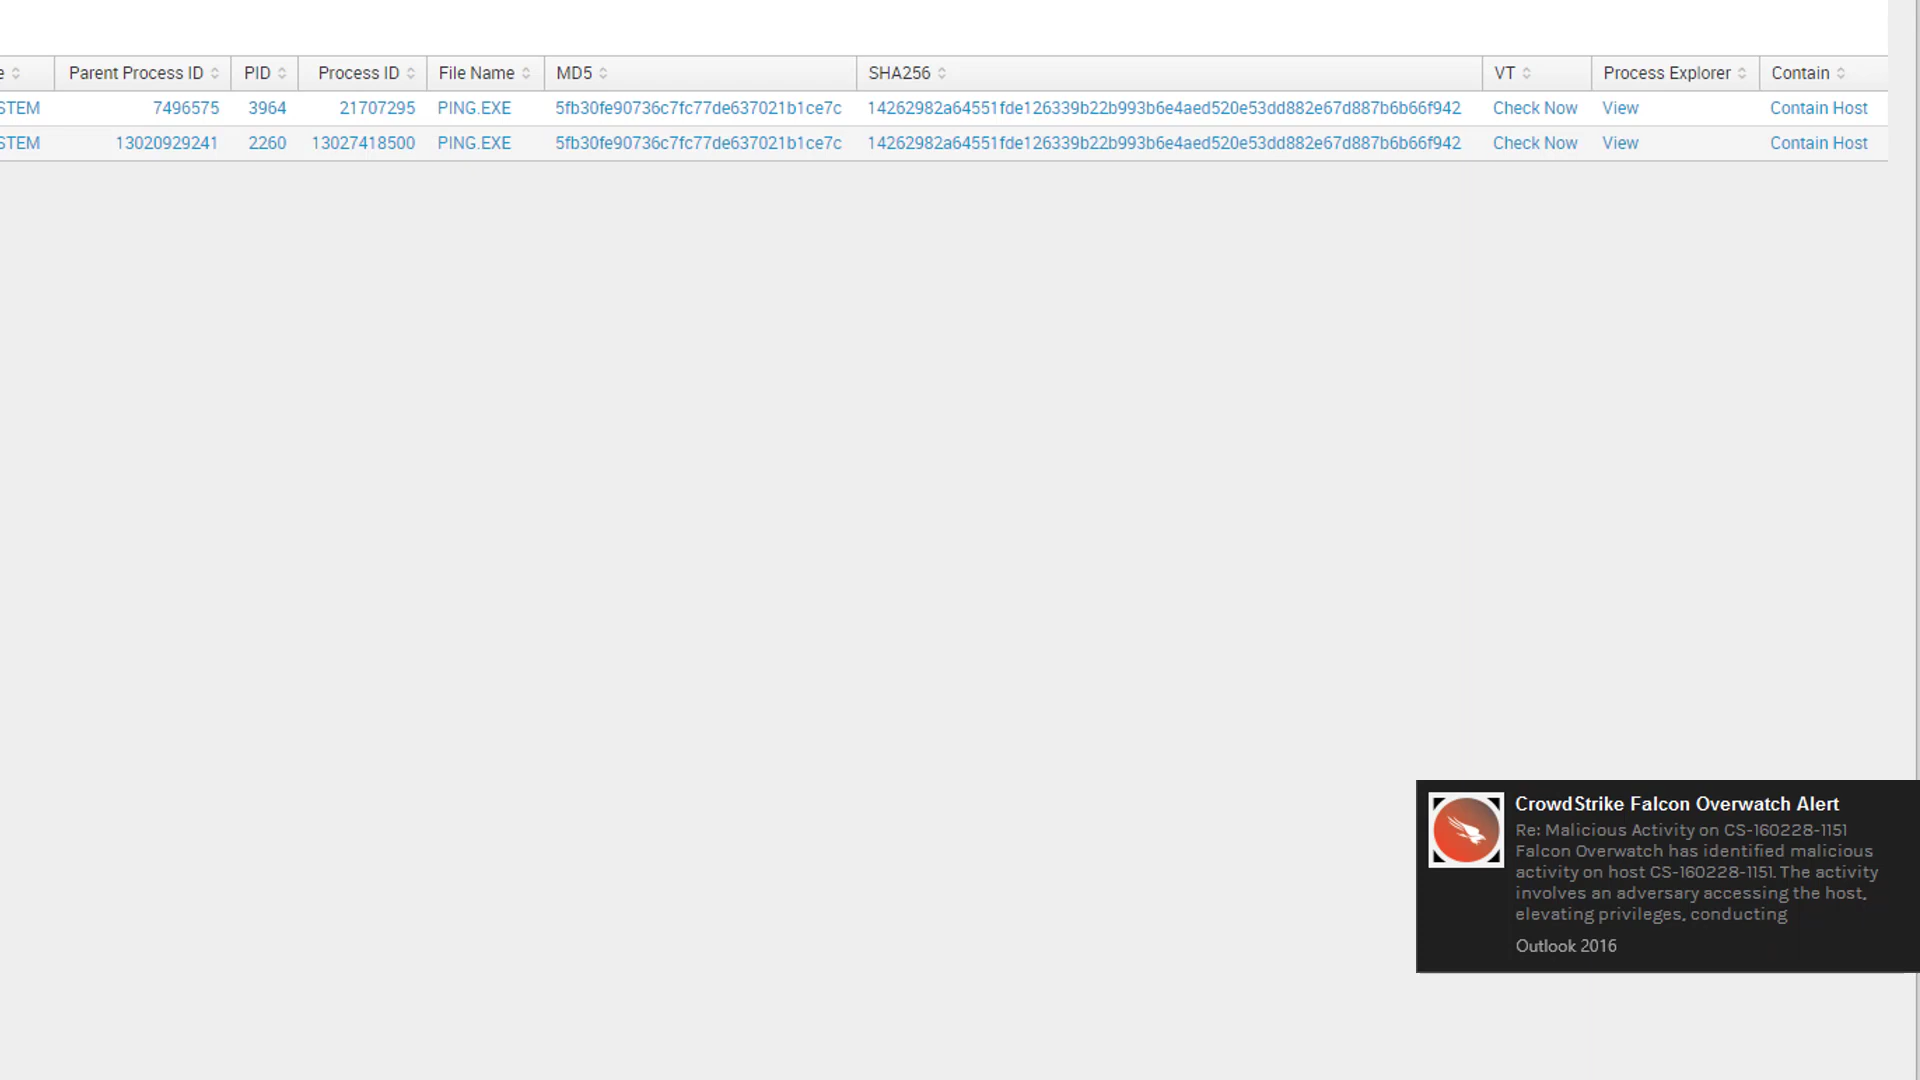 e Parent Process ID PID Process ID File Name MD5 SHA256 VT Process Explorer Contain
STEM 7496575 3964 21707295 PING.EXE 5fb30fe90736c7fc77de637021b1ce7c 14262982a64551fde126339b22b993b6e4aed520e53dd882e67d887b6b66f942 Check Now View Contain Host
STEM 13020929241 2260 13027418500 PING.EXE 5fb30fe90736c7fc77de637021b1ce7c 14262982a64551fde126339b22b993b6e4aed520e53dd882e67d887b6b66f942 Check Now View Contain Host
CrowdStrike Falcon Overwatch Alert
Re: Malicious Activity on CS-160228-1151
Falcon Overwatch has identified malicious
activity on host CS-160228-1151. The activity
involves an adversary accessing the host,
elevating privileges, conducting
Outlook 2016